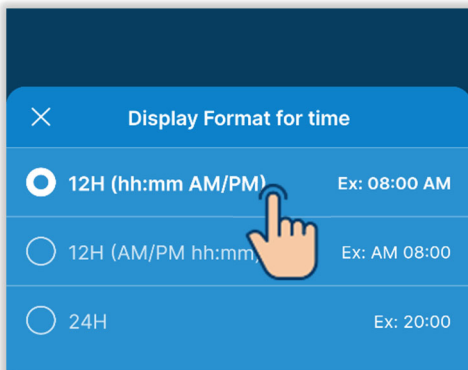 Display Format for time
12H (hh:mm AM/PM) Ex: 08:00 AM
12H (AM/PM hh:mm) Ex: AM 08:00
24H Ex: 20:00